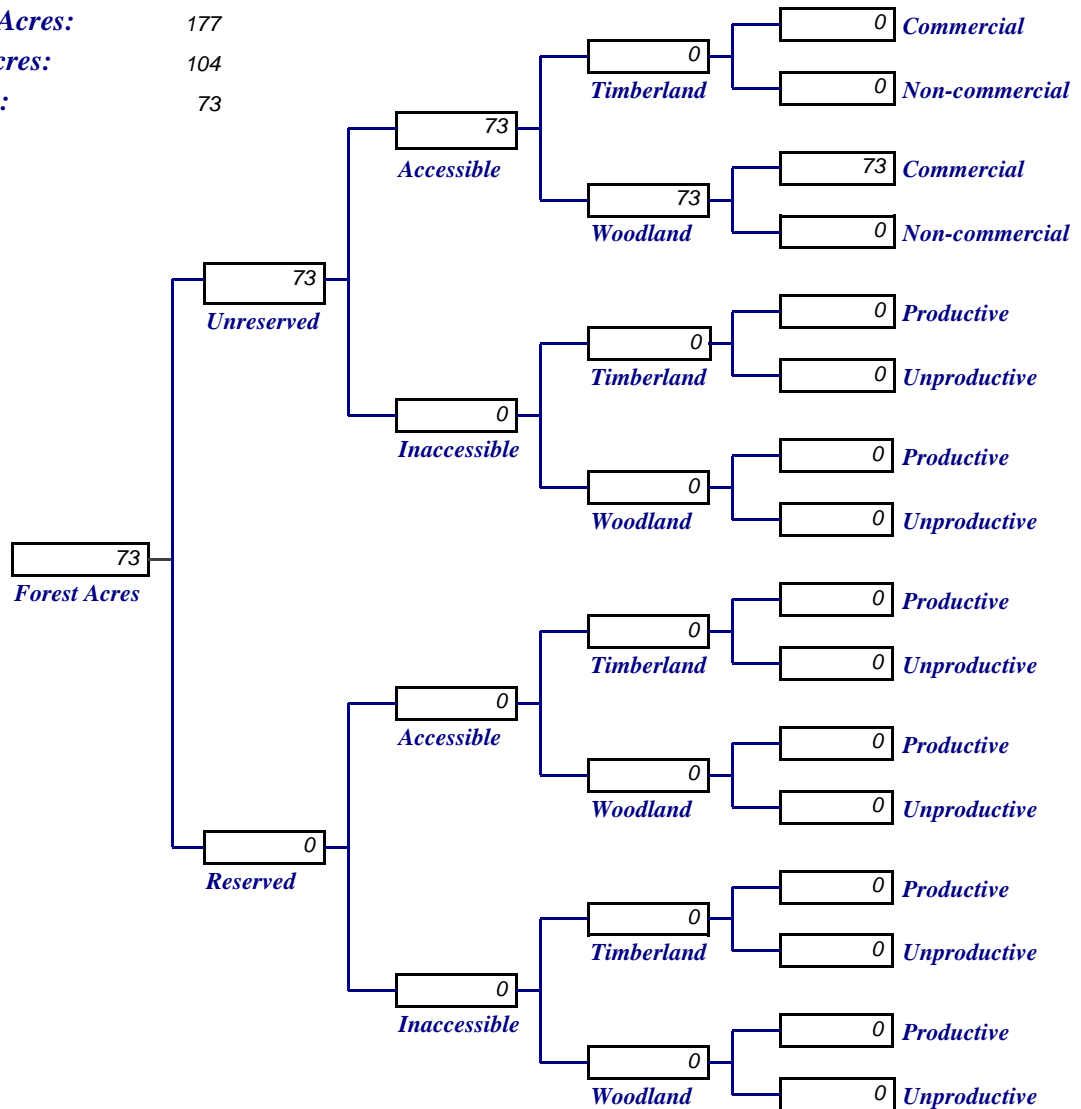 Acres: 177
cres: 104
: 73
0 Commercial
0
Timberland
0 Non-commercial
73
Accessible
73 Commercial
73
Woodland
0 Non-commercial
73
Unreserved
0 Productive
0
Timberland
0 Unproductive
0
Inaccessible
0 Productive
0
Woodland
0 Unproductive
73
Forest Acres
0 Productive
0
Timberland
0 Unproductive
0
Accessible
0 Productive
0
Woodland
0 Unproductive
0
Reserved
0 Productive
0
Timberland
0 Unproductive
0
Inaccessible
0 Productive
0
Woodland
0 Unproductive